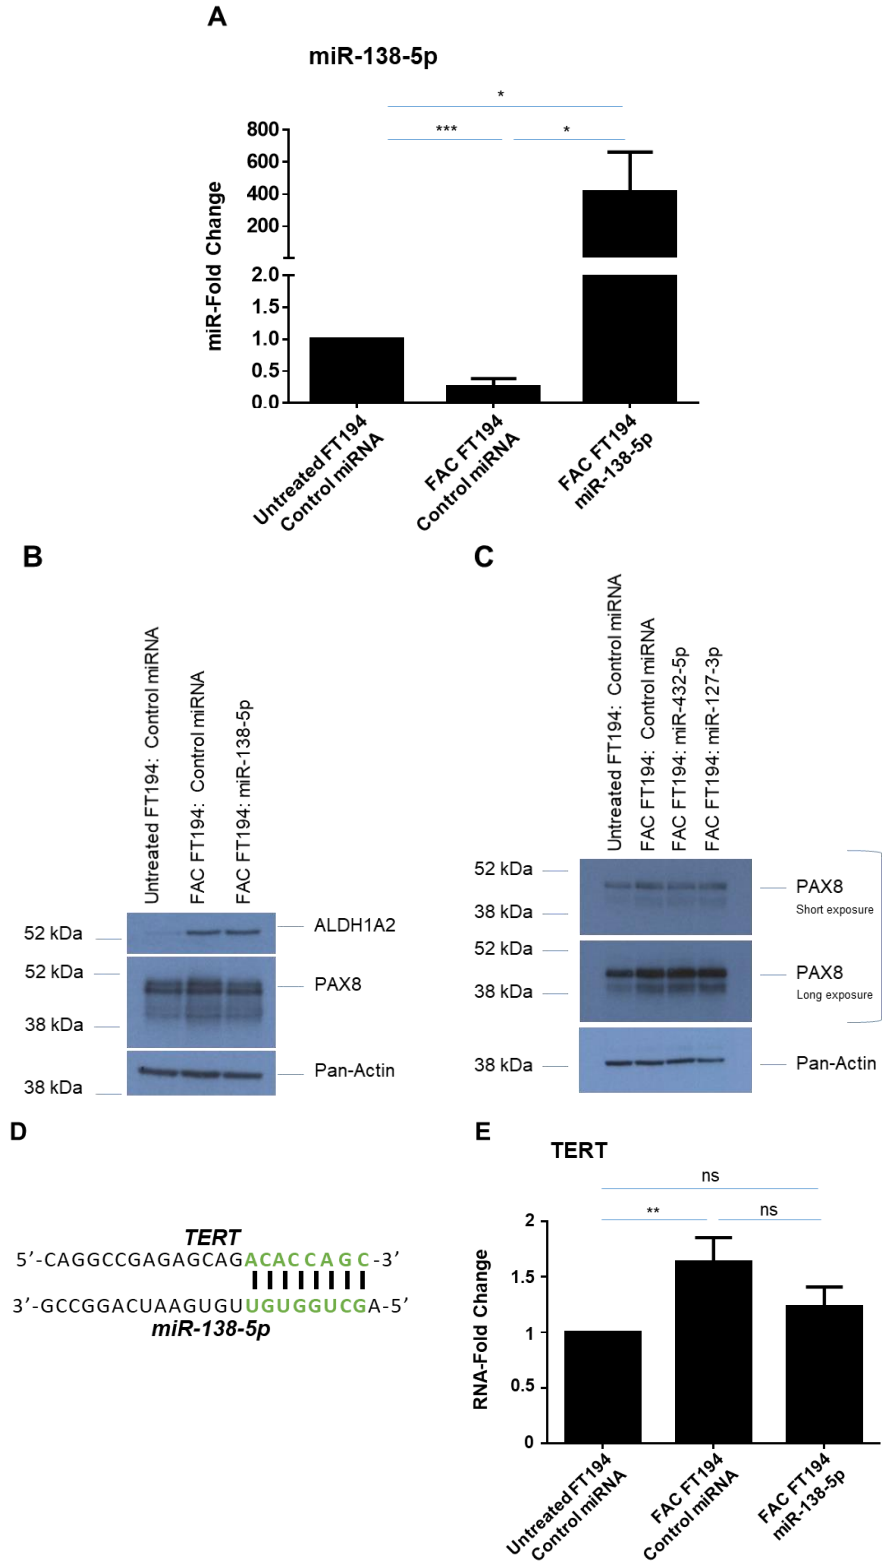 A
miR-138-5p
*
***
*
miR-Fold Change
800
600
400
200
2.0
1.5
1.0
0.5
0.0
Untreated FT194
Control miRNA
FAC FT194
Control miRNA
FAC FT194
miR-138-5p
B
Untreated FT194: Control miRNA
FAC FT194: Control miRNA
FAC FT194: miR-138-5p
52 kDa
ALDH1A2
52 kDa
PAX8
38 kDa
Pan-Actin
38 kDa
C
Untreated FT194: Control miRNA
FAC FT194: Control miRNA
FAC FT194: miR-432-5p
FAC FT194: miR-127-3p
52 kDa
PAX8
Short exposure
38 kDa
52 kDa
PAX8
Long exposure
38 kDa
38 kDa
Pan-Actin
D
TERT
5’-CAGGCCGAGAGCAGACACCAGC-3’
3’-GCCGGACUAAGUGUUGUGGUCGA-5’
miR-138-5p
E
TERT
ns
**
ns
RNA-Fold Change
2
1.5
1
0.5
0
Untreated FT194
Control miRNA
FAC FT194
Control miRNA
FAC FT194
miR-138-5p